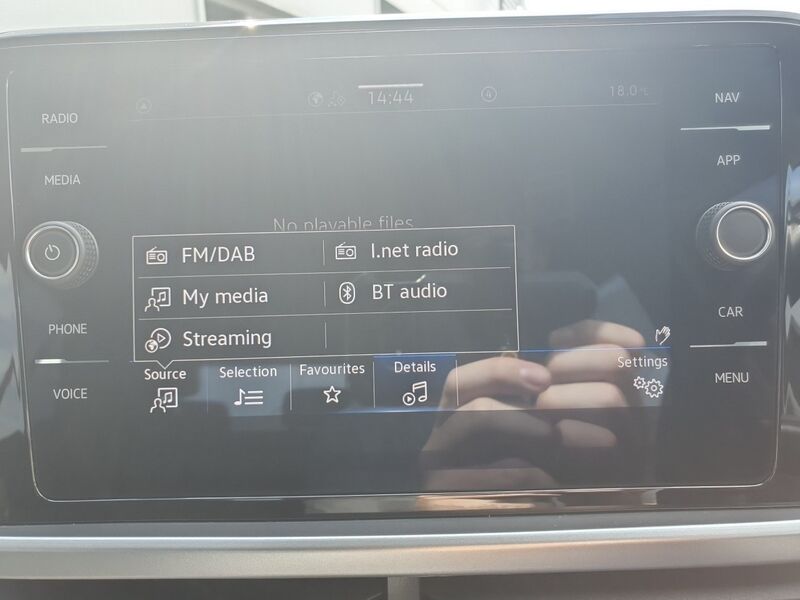 RADIO
MEDIA
PHONE
VOICE
14:44
4
18.0°C
No playable files
FM/DAB
I.net radio
My media
BT audio
Streaming
Source
Selection
Favourites
Details
Settings
NAV
APP
CAR
MENU